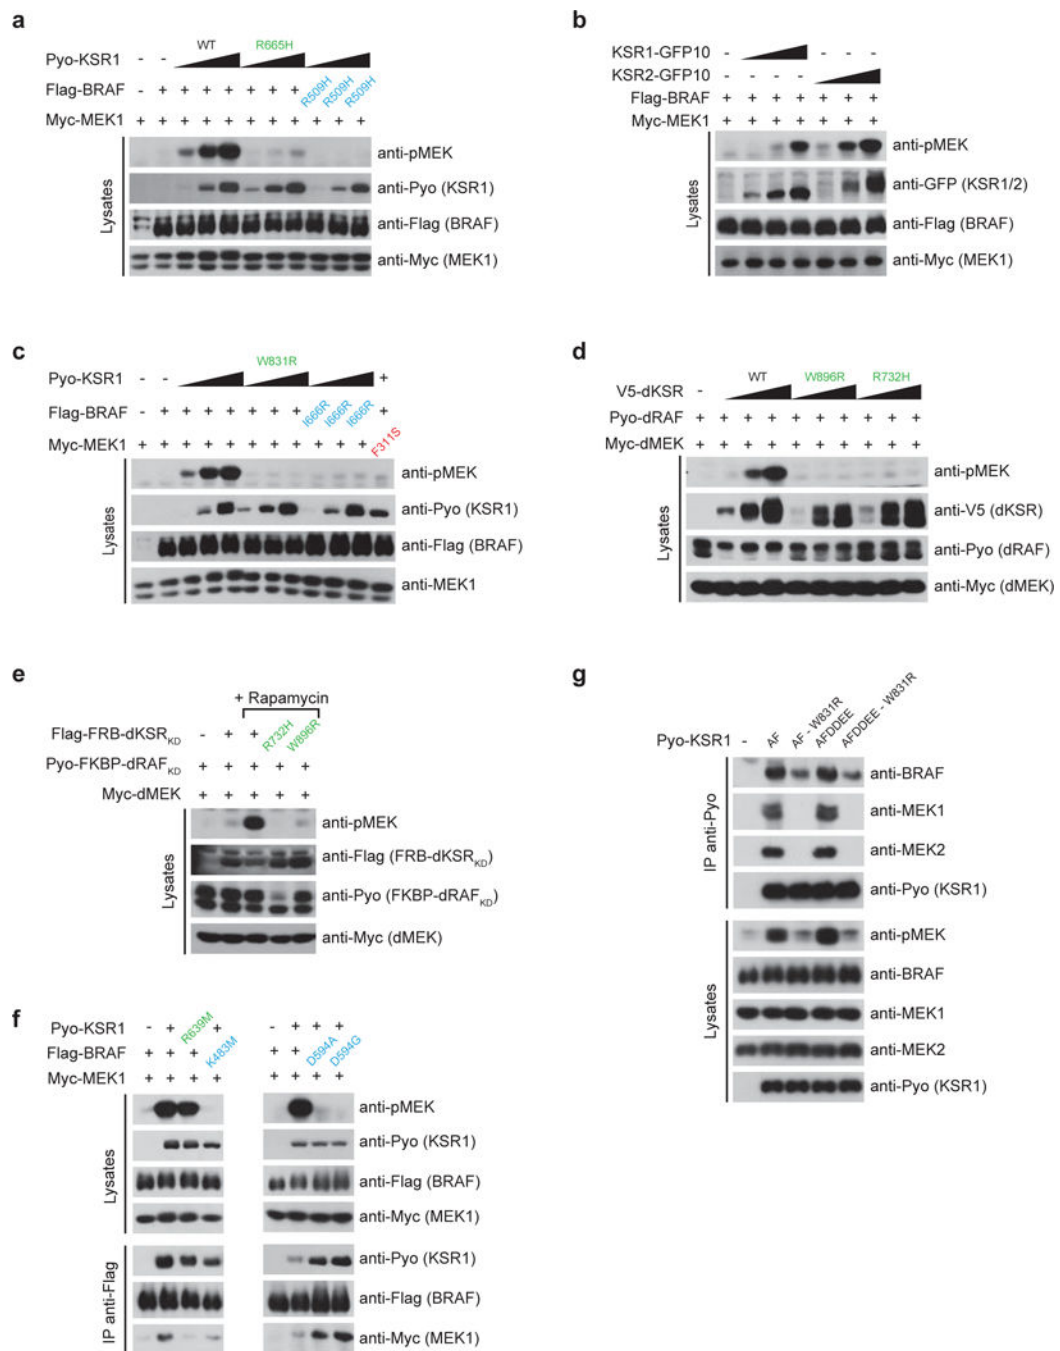 a
WT R665H
Pyo-KSR1 - -
Flag-BRAF - + + + + + + + R509H R509H R509H
Myc-MEK1 + + + + + + + + + + +
Lysates
anti-pMEK
anti-Pyo (KSR1)
anti-Flag (BRAF)
anti-Myc (MEK1)
b
KSR1-GFP10 -
KSR2-GFP10 -
Flag-BRAF + + + + + + +
Myc-MEK1 + + + + + + +
Lysates
anti-pMEK
anti-GFP (KSR1/2)
anti-Flag (BRAF)
anti-Myc (MEK1)
c
W831R
Pyo-KSR1 - - +
Flag-BRAF - + + + + + + + I666R I666R I666R +
Myc-MEK1 + + + + + + + + + + + F311S
Lysates
anti-pMEK
anti-Pyo (KSR1)
anti-Flag (BRAF)
anti-MEK1
d
WT W896R R732H
V5-dKSR -
Pyo-dRAF + + + + + + + + + +
Myc-dMEK + + + + + + + + + +
Lysates
anti-pMEK
anti-V5 (dKSR)
anti-Pyo (dRAF)
anti-Myc (dMEK)
e
+ Rapamycin
Flag-FRB-dKSRKD - + + R732H W896R
Pyo-FKBP-dRAFKD + + + + +
Myc-dMEK + + + + +
Lysates
anti-pMEK
anti-Flag (FRB-dKSRKD)
anti-Pyo (FKBP-dRAFKD)
anti-Myc (dMEK)
g
Pyo-KSR1 - AF AF - W831R AFDDEE AFDDEE - W831R
IP anti-Pyo
anti-BRAF
anti-MEK1
anti-MEK2
anti-Pyo (KSR1)
Lysates
anti-pMEK
anti-BRAF
anti-MEK1
anti-MEK2
anti-Pyo (KSR1)
f
Pyo-KSR1 - + R639M + - + + +
Flag-BRAF + + + K483M + + D594A D594G
Myc-MEK1 + + + + + + + +
Lysates
anti-pMEK
anti-Pyo (KSR1)
anti-Flag (BRAF)
anti-Myc (MEK1)
IP anti-Flag
anti-Pyo (KSR1)
anti-Flag (BRAF)
anti-Myc (MEK1)